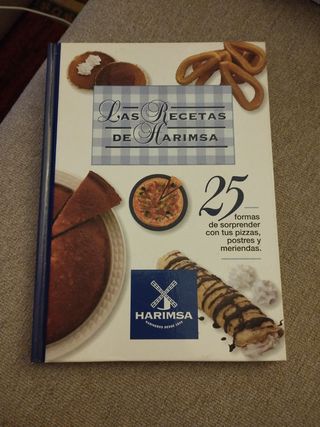 LAS RECETAS
DE HARIMSA
25
formas
de sorprender
con tus pizzas,
postres y
meriendas.
HARIMSA